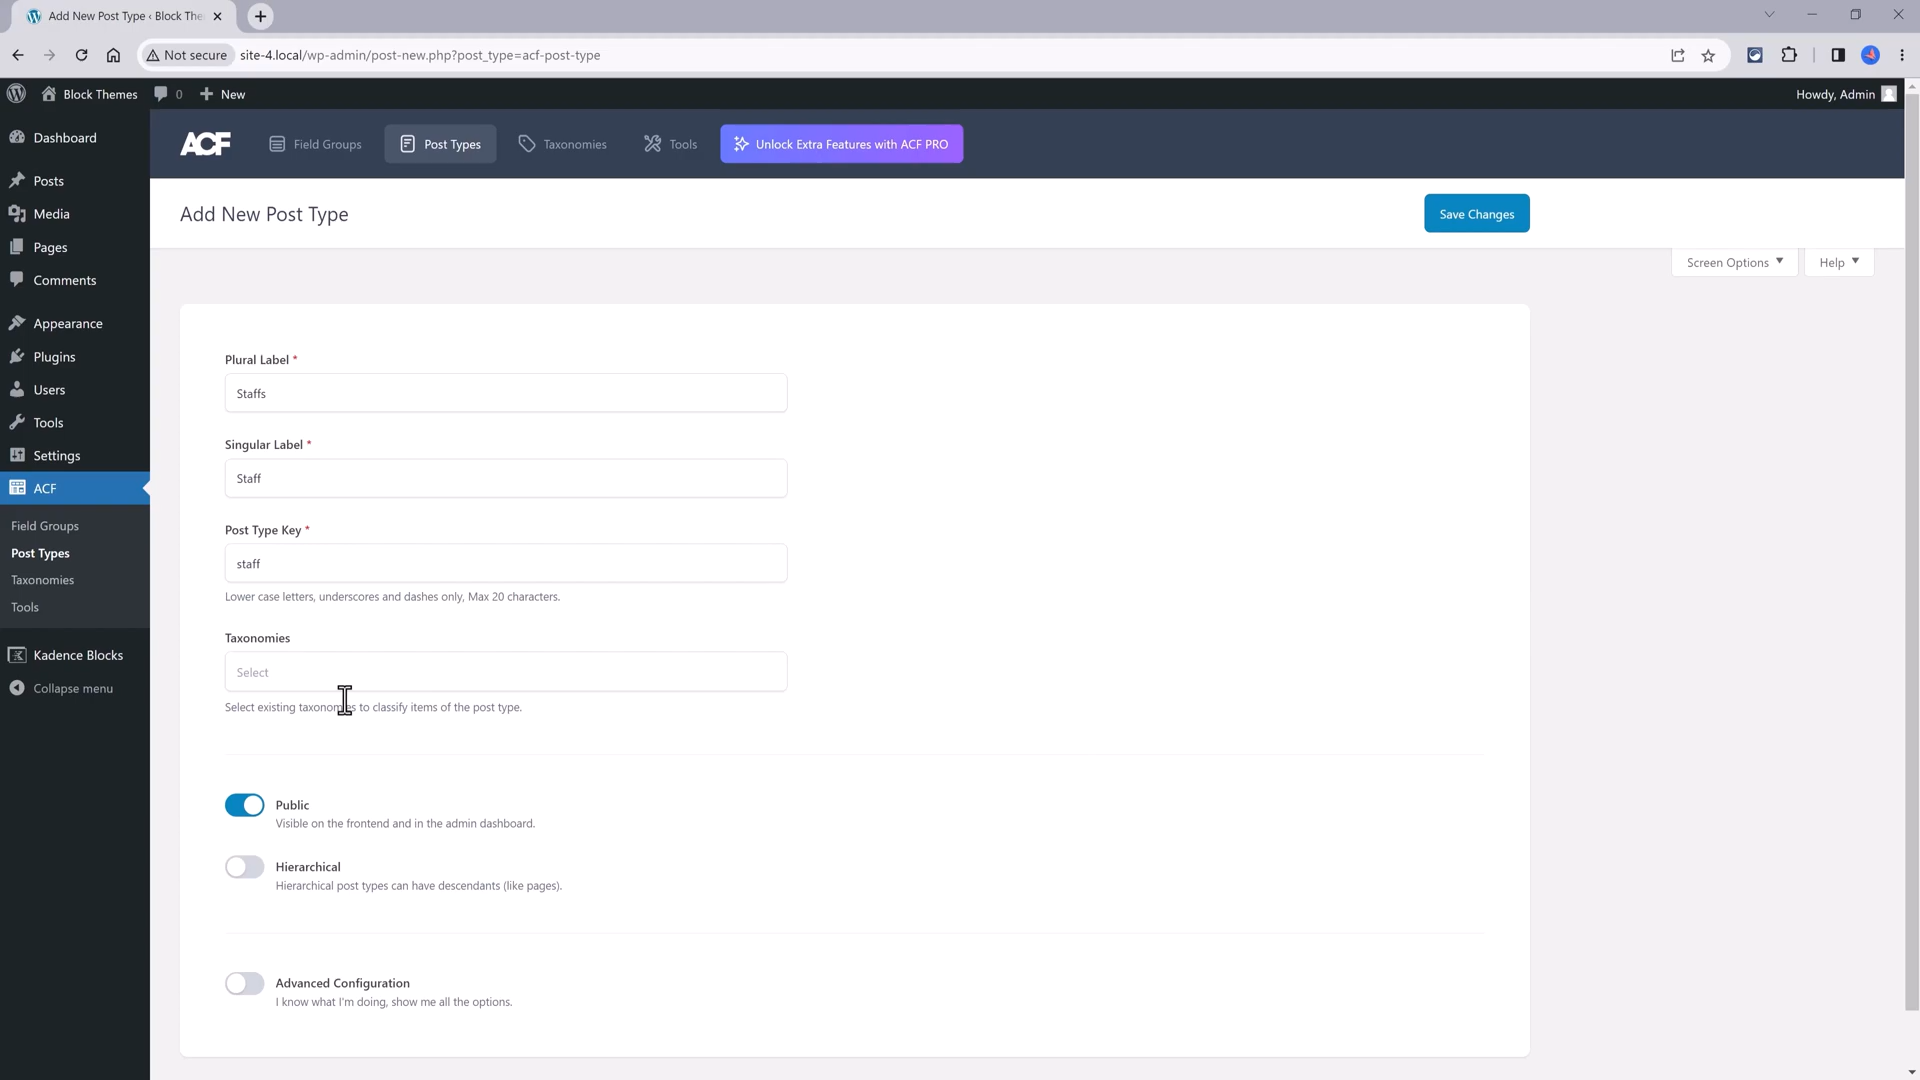 Add New Post Type ‹ Block The
Not secure
site-4.local/wp-admin/post-new.php?post_type=acf-post-type
Block Themes
0
New
Howdy, Admin
Dashboard
Posts
Media
Pages
Comments
Appearance
Plugins
Users
Tools
Settings
ACF
Field Groups
Post Types
Taxonomies
Tools
Kadence Blocks
Collapse menu
ACF
Field Groups
Post Types
Taxonomies
Tools
Unlock Extra Features with ACF PRO
Add New Post Type
Save Changes
Screen Options
Help
Plural Label *
Staffs
Singular Label *
Staff
Post Type Key *
staff
Lower case letters, underscores and dashes only, Max 20 characters.
Taxonomies
Select
Select existing taxonomies to classify items of the post type.
Public
Visible on the frontend and in the admin dashboard.
Hierarchical
Hierarchical post types can have descendants (like pages).
Advanced Configuration
I know what I'm doing, show me all the options.